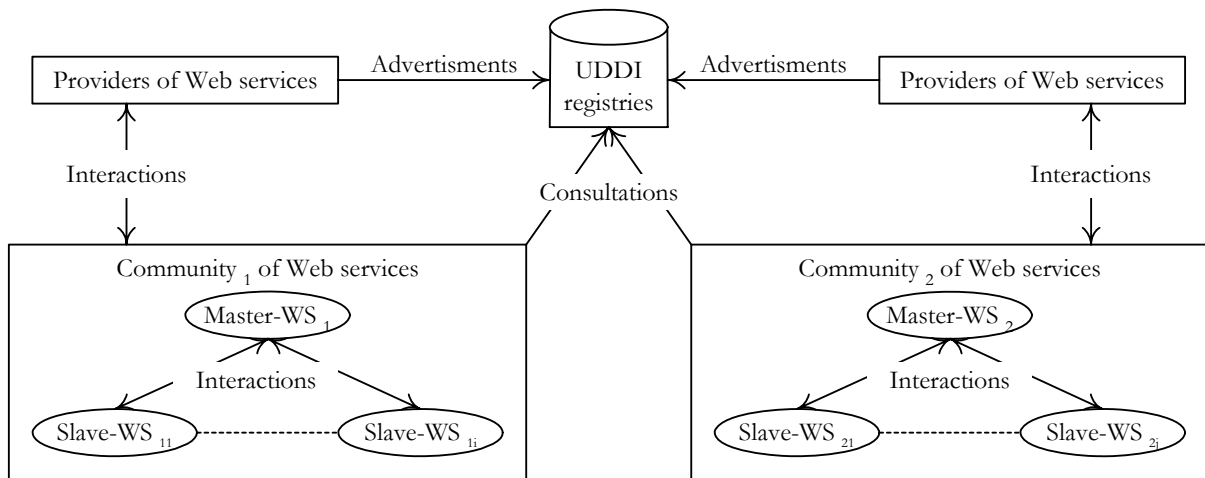 Providers of Web services
Advertisments
UDDI
registries
Advertisments
Providers of Web services
Interactions
Consultations
Interactions
Community 1 of Web services
Master-WS 1
Interactions
Slave-WS 11
Slave-WS 1i
Community 2 of Web services
Master-WS 2
Interactions
Slave-WS 21
Slave-WS 2j